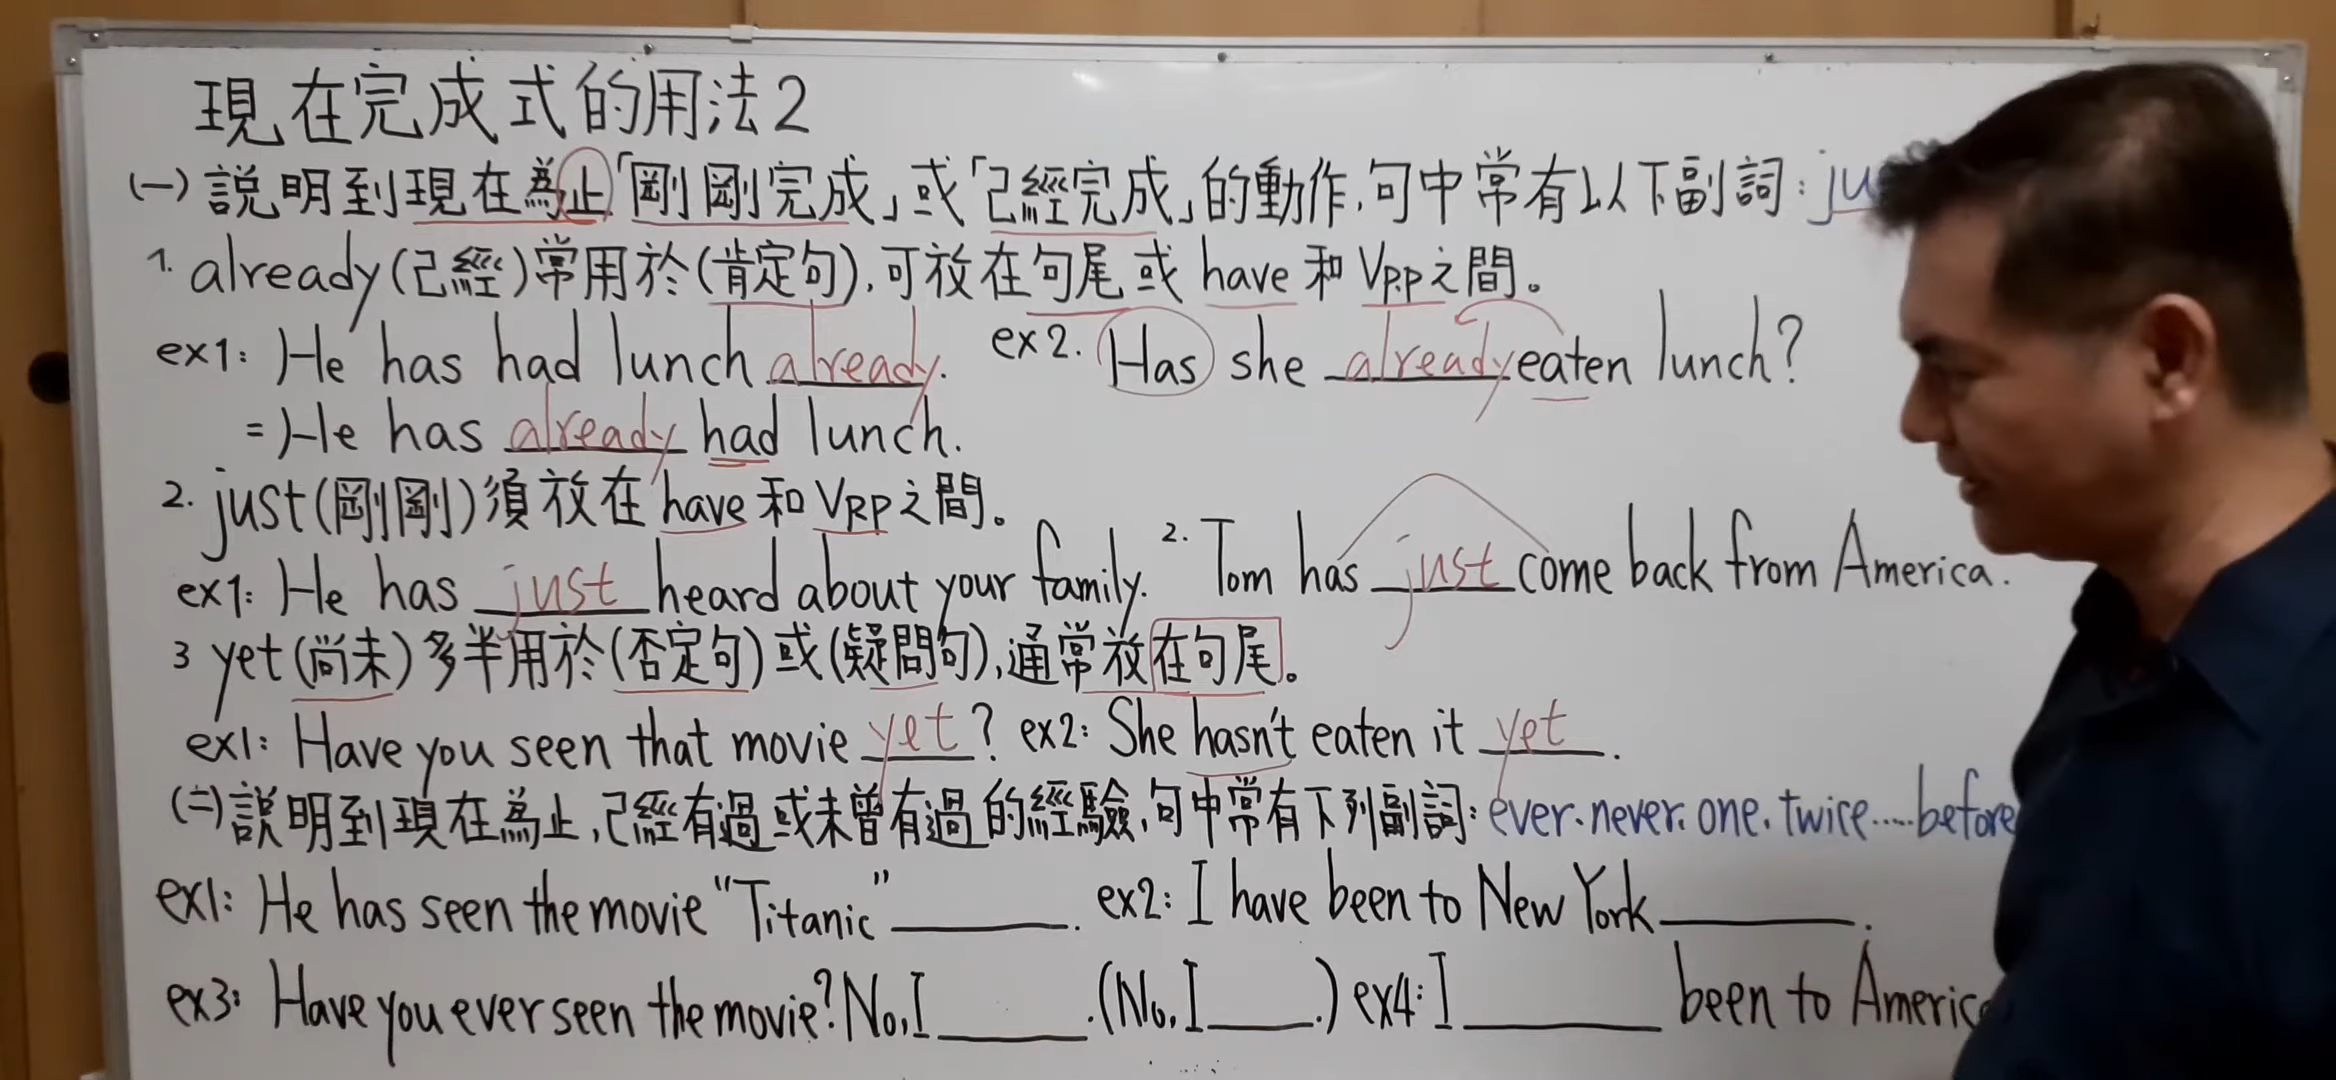 現在完成式的用法2
(一)說明到現在為止「剛剛完成」或「己經完成」的動作,句中常有以下副詞:ju
1. already(己經)常用於(肯定句),可放在句尾或 have 和 Vp.p之間。
ex1: He has had lunch already. ex2. Has she already eaten lunch?
= He has already had lunch.
2. just(剛剛)須放在have和VP.P之間。
ex1: He has just heard about your family. 2. Tom has just come back from America.
3 yet(尚未)多半用於(否定句)或(疑問句),通常放在句尾。
ex1: Have you seen that movie yet? ex2: She hasn't eaten it yet.
(二)說明到現在為止,己經有過或未曾有過的經驗,句中常有下列副詞:ever.never.one.twice.....before
ex1: He has seen the movie "Titanic" ______. ex2: I have been to New York ______.
ex3: Have you ever seen the movie? No, I ______. (No, I ____.) ex4: I ______ been to Americ